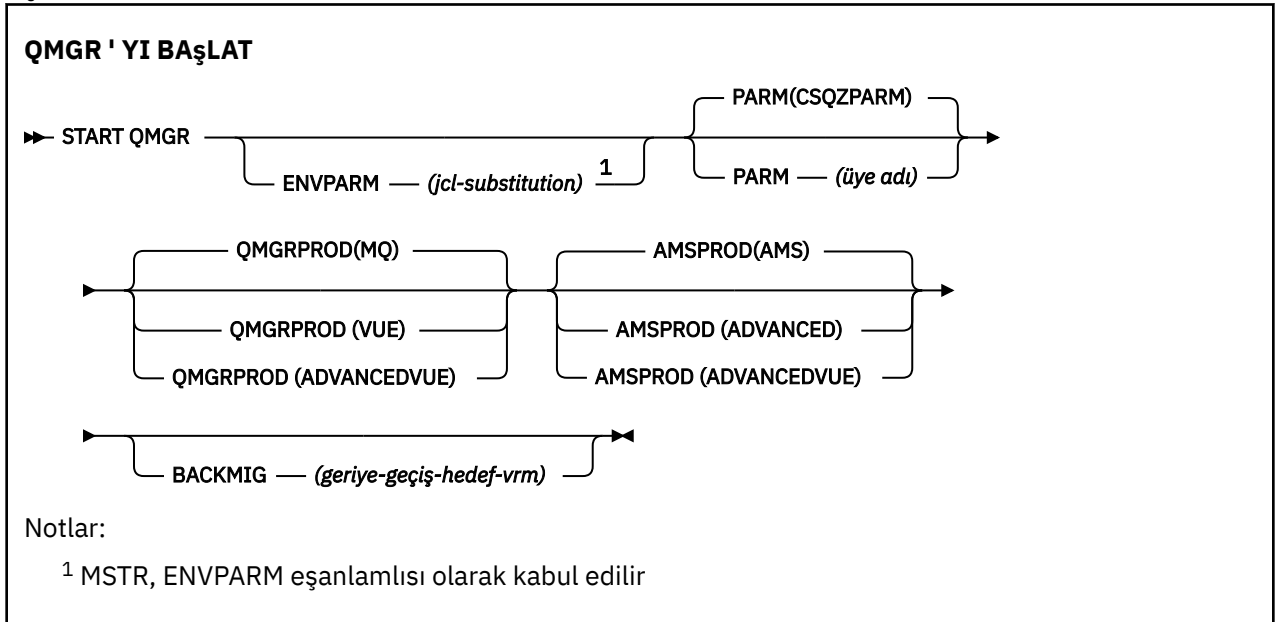 QMGR ' YI BAşLAT
PARM(CSQZPARM)
START QMGR
ENVPARM (jcl-substitution) 1
PARM (üye adı)
QMGRPROD(MQ) AMSPROD(AMS)
QMGRPROD (VUE) AMSPROD (ADVANCED)
QMGRPROD (ADVANCEDVUE) AMSPROD (ADVANCEDVUE)
BACKMIG (geriye-geçiş-hedef-vrm)
Notlar:
1 MSTR, ENVPARM eşanlamlısı olarak kabul edilir